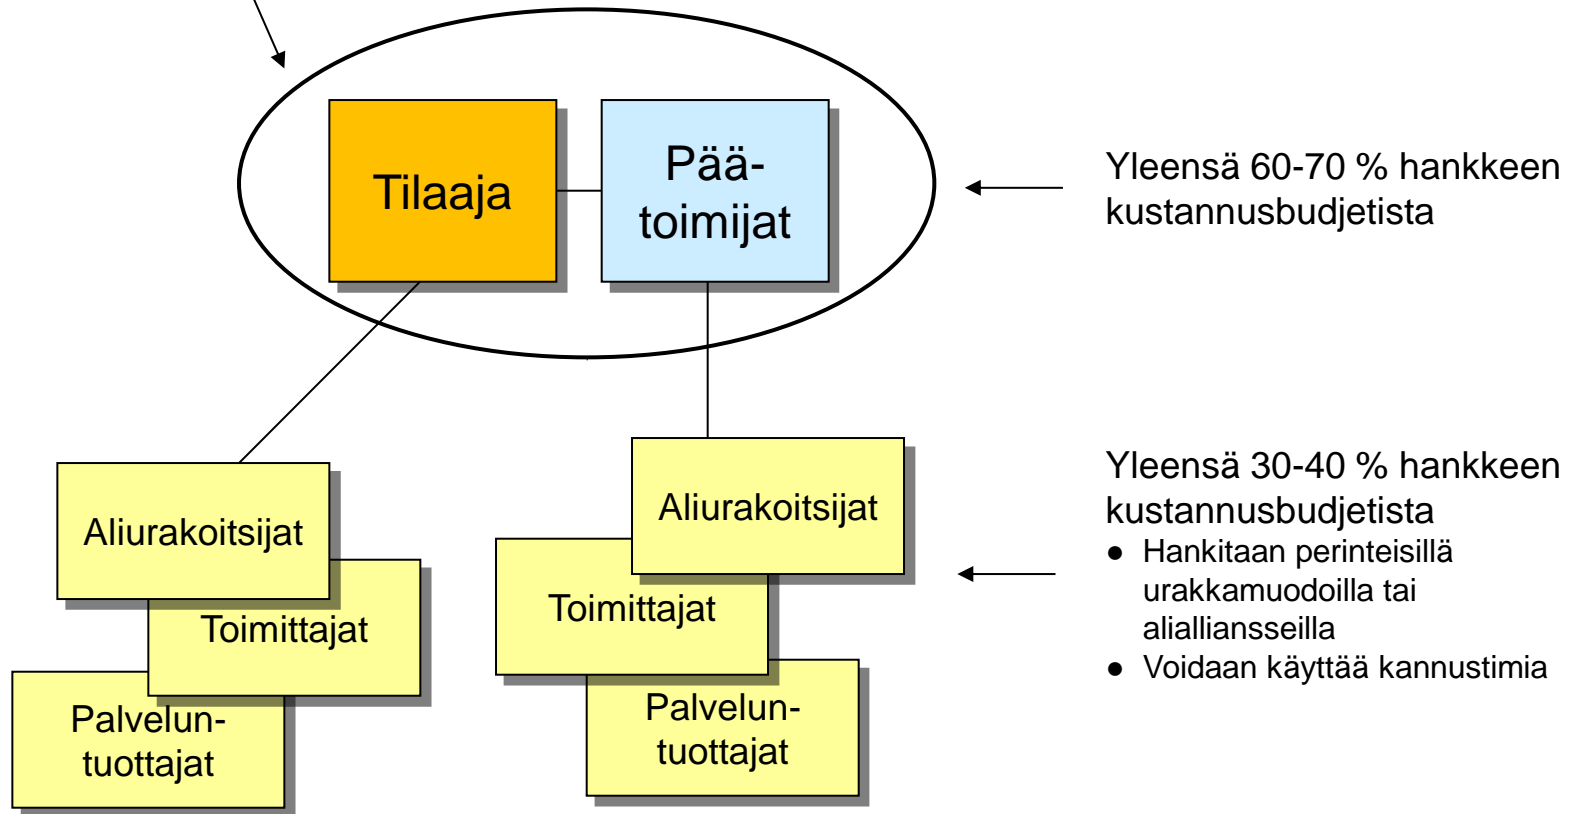 Tilaaja
Pää-
toimijat
Yleensä 60-70 % hankkeen
kustannusbudjetista
Aliurakoitsijat
Toimittajat
Palvelun-
tuottajat
Aliurakoitsijat
Toimittajat
Palvelun-
tuottajat
Yleensä 30-40 % hankkeen
kustannusbudjetista
● Hankitaan perinteisillä
urakkamuodoilla tai
alialliansseilla
● Voidaan käyttää kannustimia